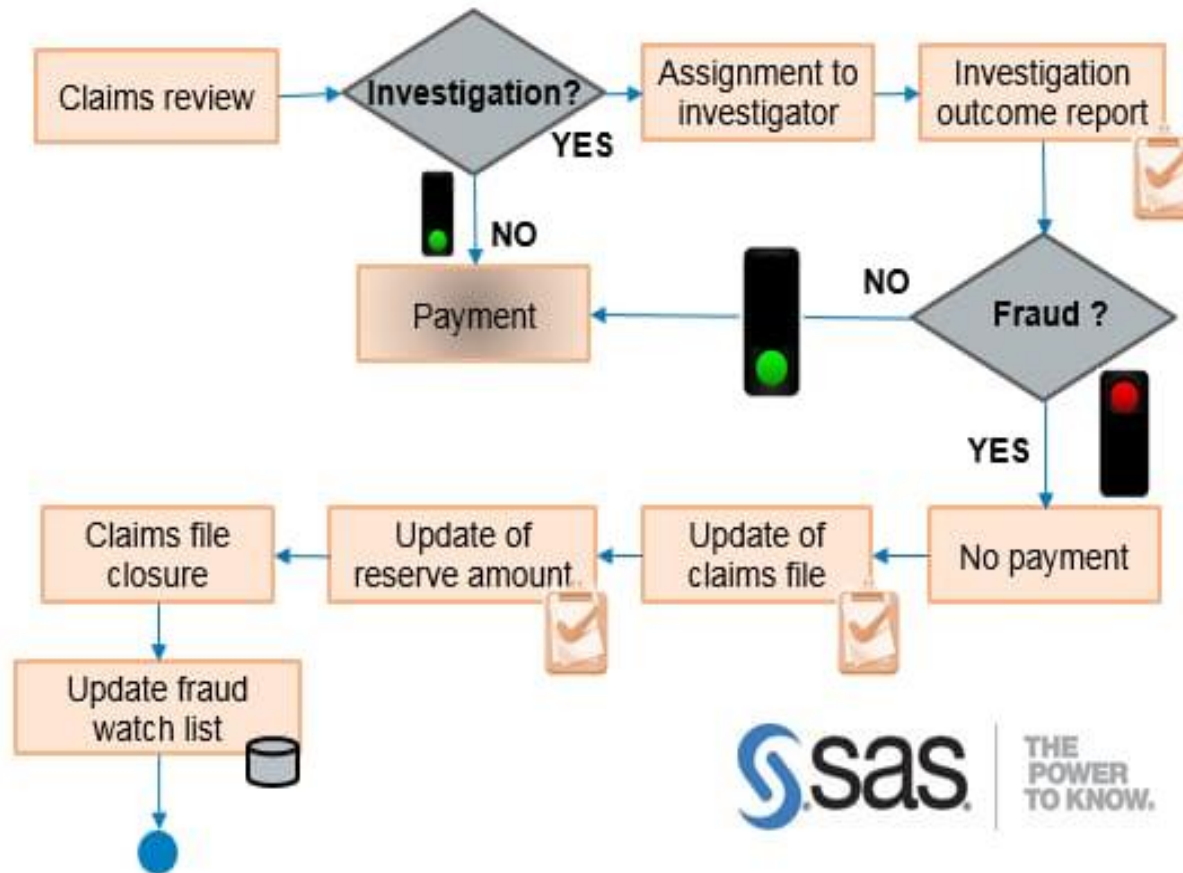 Claims review
Investigation?
YES
Assignment to
investigator
Investigation
outcome report
NO
Payment
NO
Fraud ?
YES
No payment
Update of
claims file
Update of
reserve amount
Claims file
closure
Update fraud
watch list
sas
THE
POWER
TO KNOW.